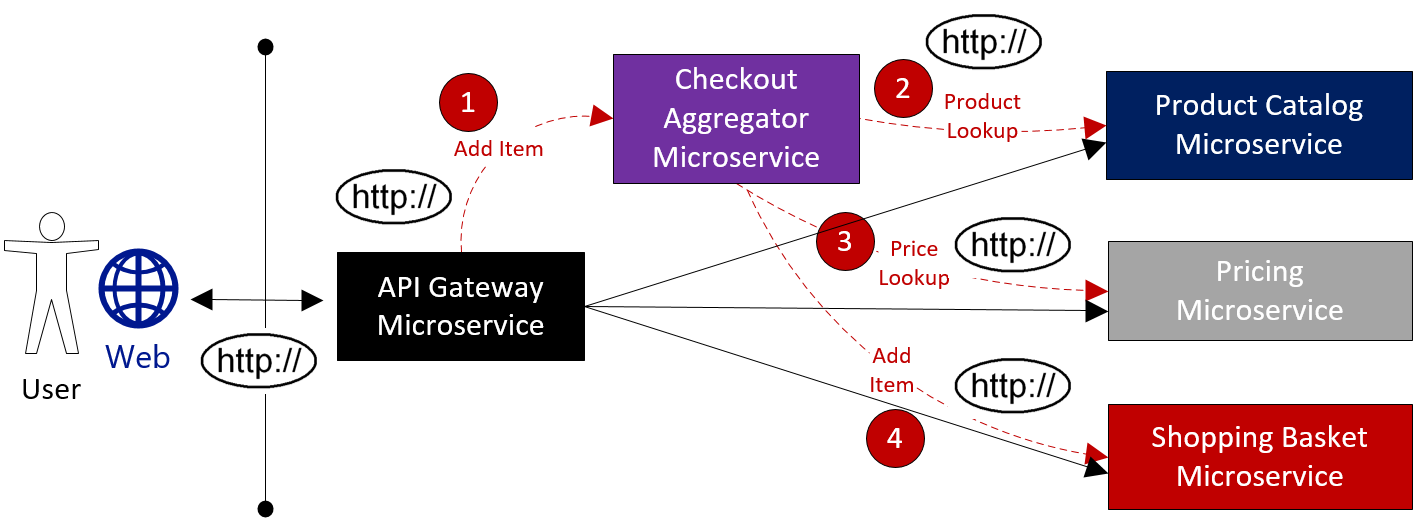 http://
1
Checkout
Aggregator
Microservice
2
Product
Lookup
Product Catalog
Microservice
Add Item
http://
User
Web
http://
API Gateway
Microservice
3
Price
Lookup
http://
Pricing
Microservice
Add
Item
http://
4
Shopping Basket
Microservice